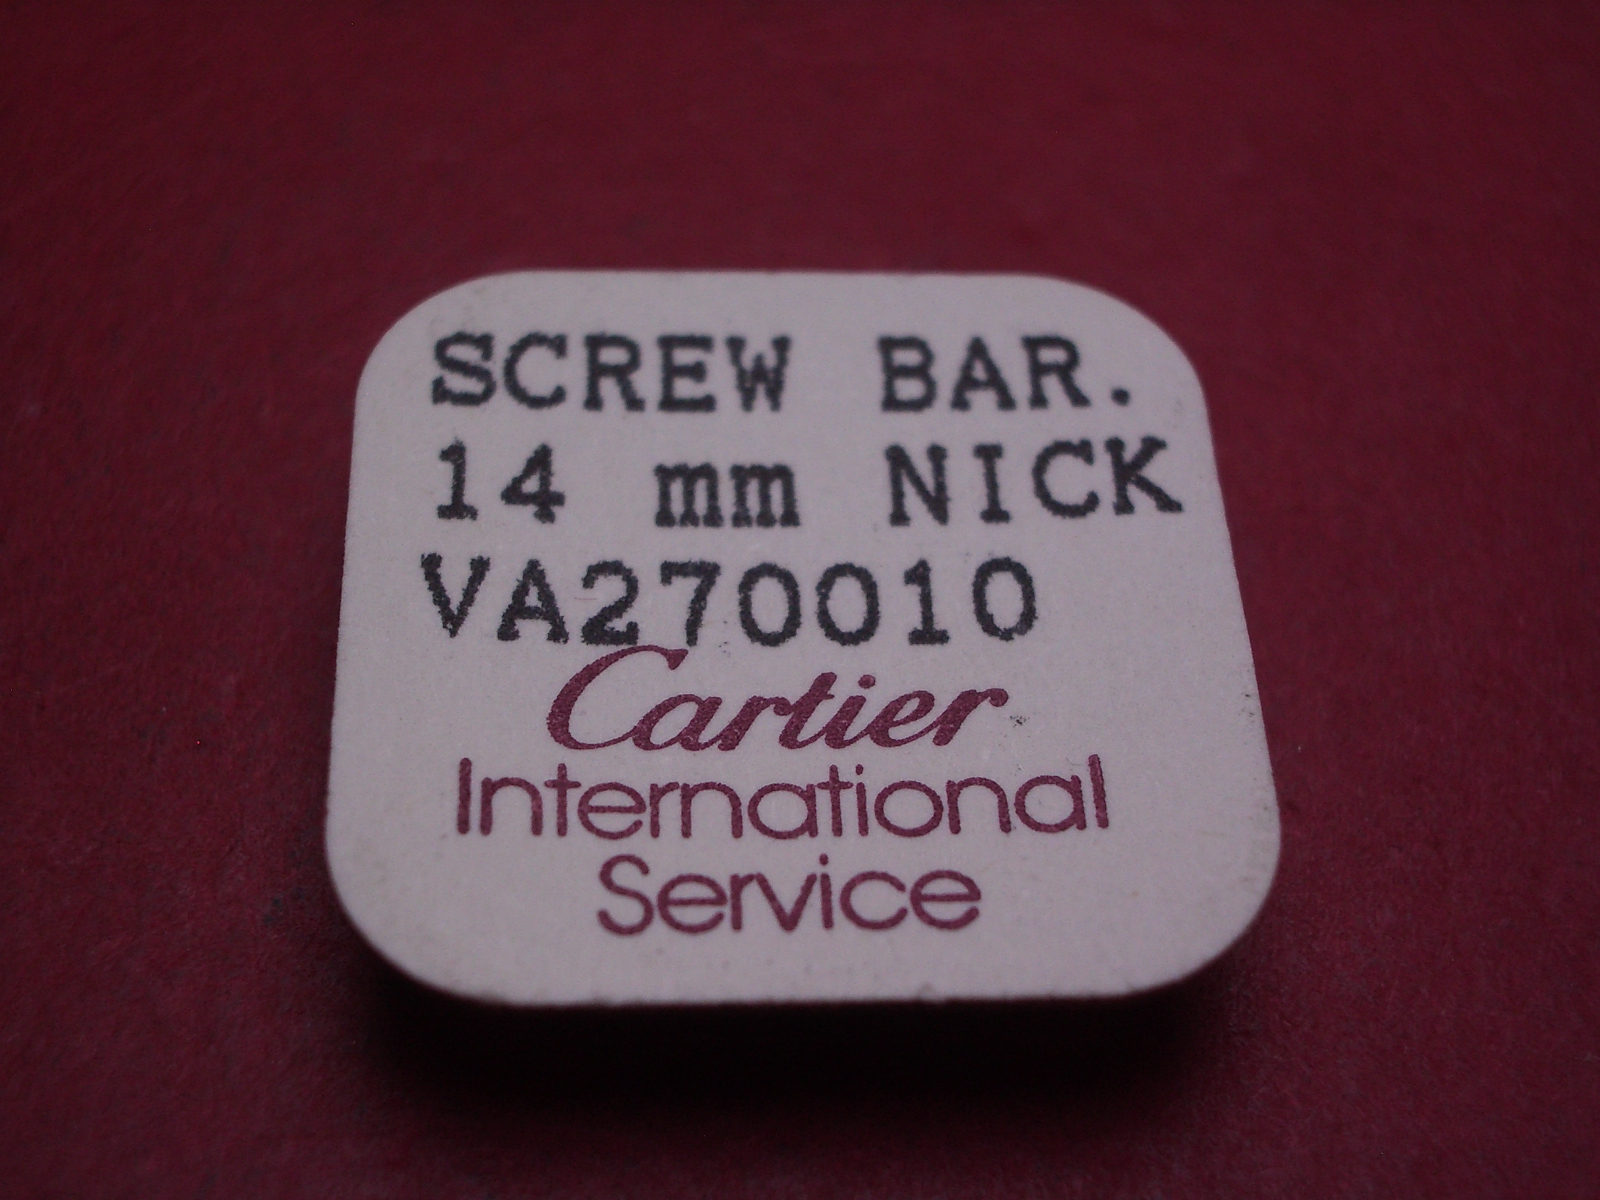 SCREW BAR.
14 mm NICK
VA270010
Cartier
International
Service